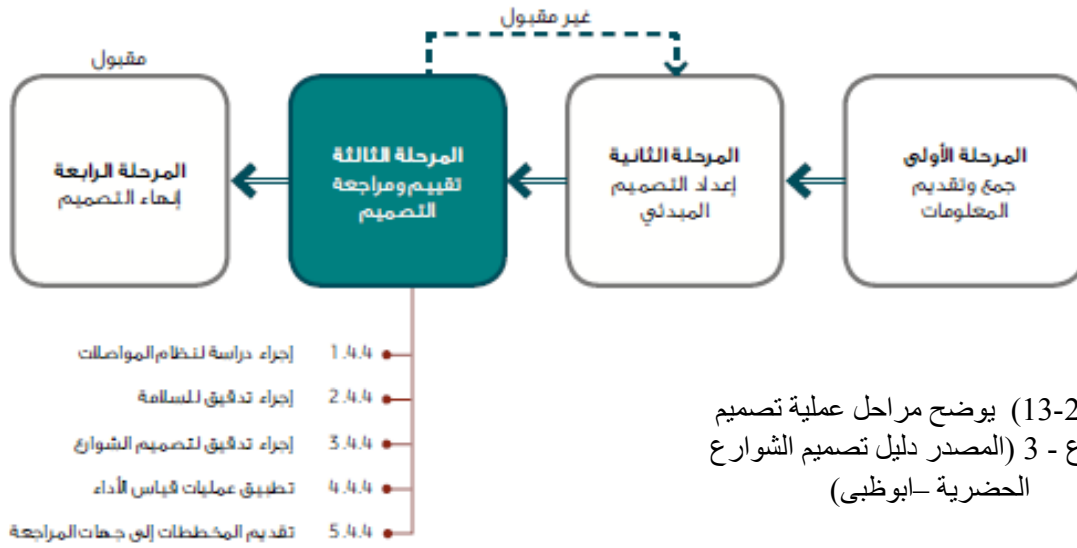 غير مقبول
مقبول
المرحلة الأولى
جمع وتقديم
المعلومات
المرحلة الثانية
إعداد التصميم
المبدئي
المرحلة الثالثة
تقييم ومراجعة
التصميم
المرحلة الرابعة
إنهاء التصميم
1.4.4 إجراء دراسة لنظام المواصلات
2.4.4 إجراء تدقيق للسلامة
3.4.4 إجراء تدقيق لتصميم الشوارع
4.4.4 تطبيق عمليات قياس الأداء
5.4.4 تقديم المخططات إلى جهات المراجعة
13-2) يوضح مراحل عملية تصميم
ع - 3 (المصدر دليل تصميم الشوارع
الحضرية –ابوظبى)